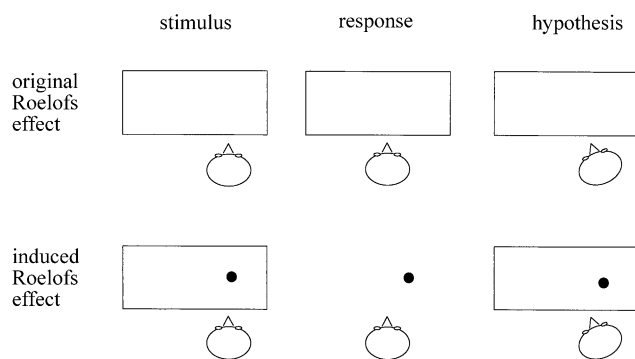 stimulus response hypothesis
original
Roelofs
effect
induced
Roelofs
effect